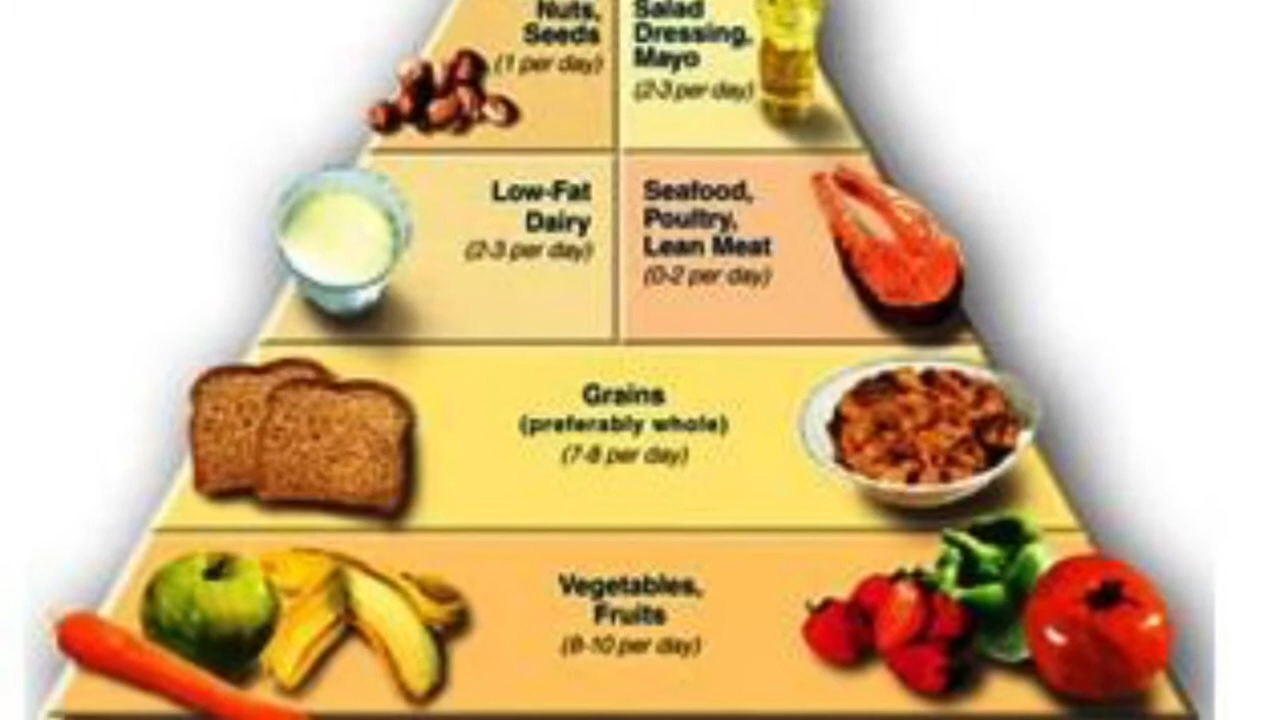 Nuts,
Seeds
(1 per day)
Salad
Dressing,
Mayo
(2-3 per day)
Low-Fat
Dairy
(2-3 per day)
Seafood,
Poultry,
Lean Meat
(0-2 per day)
Grains
(preferably whole)
(7-8 per day)
Vegetables,
Fruits
(8-10 per day)